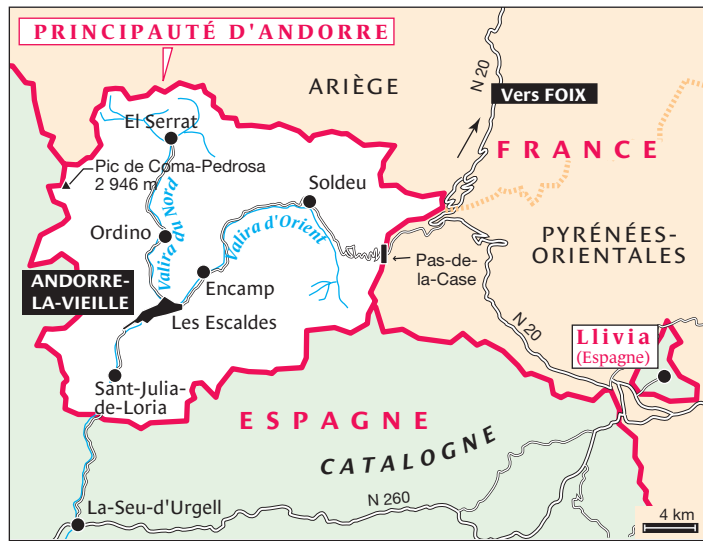 PRINCIPAUTÉ D'ANDORRE
ARIÈGE
N 20
Vers FOIX
El Serrat
FRANCE
Pic de Coma-Pedrosa
2 946 m
Valira du Nord
Soldeu
Valira d'Orient
Ordino
PYRÉNÉES-
ORIENTALES
Pas-de-
la-Case
ANDORRE-
LA-VIEILLE
Encamp
Les Escaldes
N 20
Llivia
(Espagne)
Sant-Julia-
de-Loria
ESPAGNE
CATALOGNE
La-Seu-d'Urgell
N 260
4 km